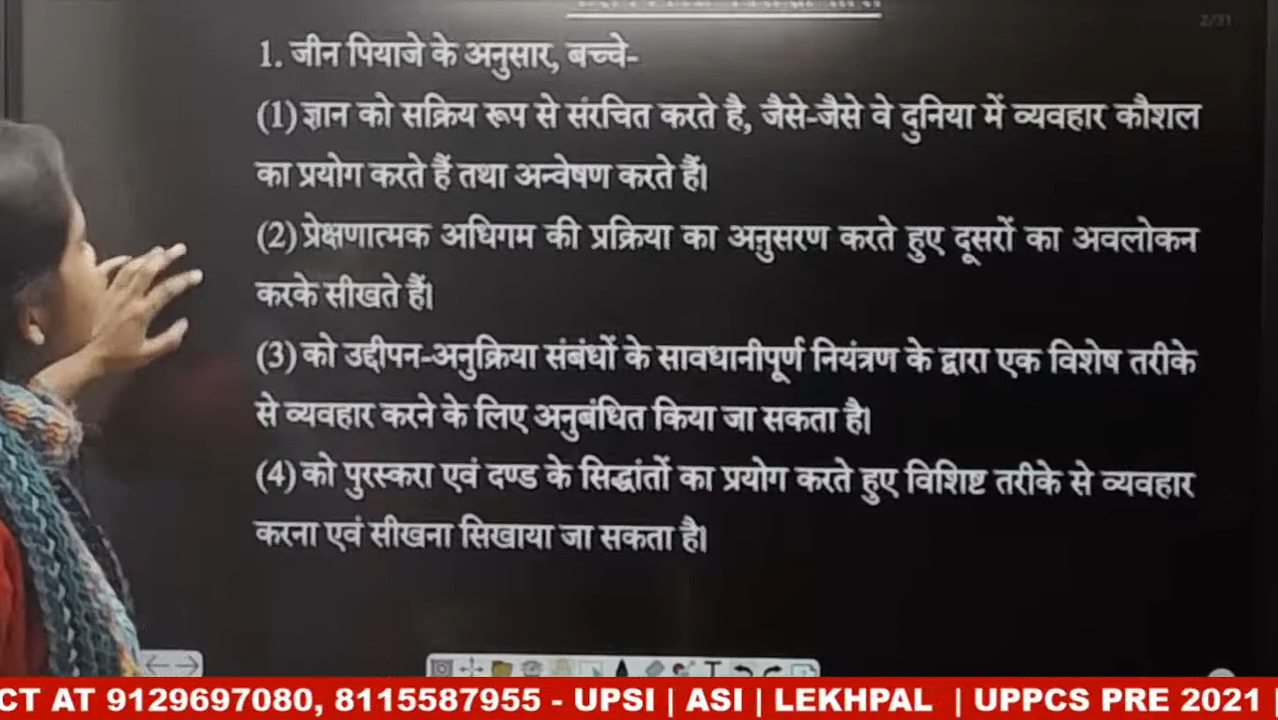 2/31
1. जीन पियाजे के अनुसार, बच्चे-
(1) ज्ञान को सक्रिय रूप से संरचित करते है, जैसे-जैसे वे दुनिया में व्यवहार कौशल
का प्रयोग करते हैं तथा अन्वेषण करते हैं।
(2) प्रेक्षणात्मक अधिगम की प्रक्रिया का अनुसरण करते हुए दूसरों का अवलोकन
करके सीखते हैं।
(3) को उद्दीपन-अनुक्रिया संबंधों के सावधानीपूर्ण नियंत्रण के द्वारा एक विशेष तरीके
से व्यवहार करने के लिए अनुबंधित किया जा सकता है।
(4) को पुरस्करा एवं दण्ड के सिद्धांतों का प्रयोग करते हुए विशिष्ट तरीके से व्यवहार
करना एवं सीखना सिखाया जा सकता है।
CT AT 9129697080, 8115587955 - UPSI | ASI | LEKHPAL | UPPCS PRE 2021 |